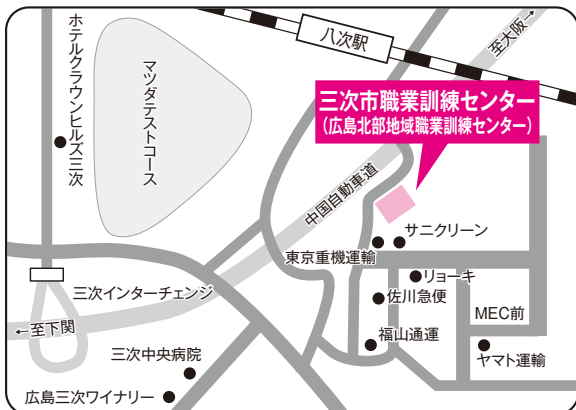 八次駅
至大阪→
ホテルクラウンヒルズ三次
マツダテストコース
三次市職業訓練センター
(広島北部地域職業訓練センター)
中国自動車道
サニクリーン
東京重機運輸
リョーキ
三次インターチェンジ
佐川急便
MEC前
←至下関
福山通運
三次中央病院
ヤマト運輸
広島三次ワイナリー